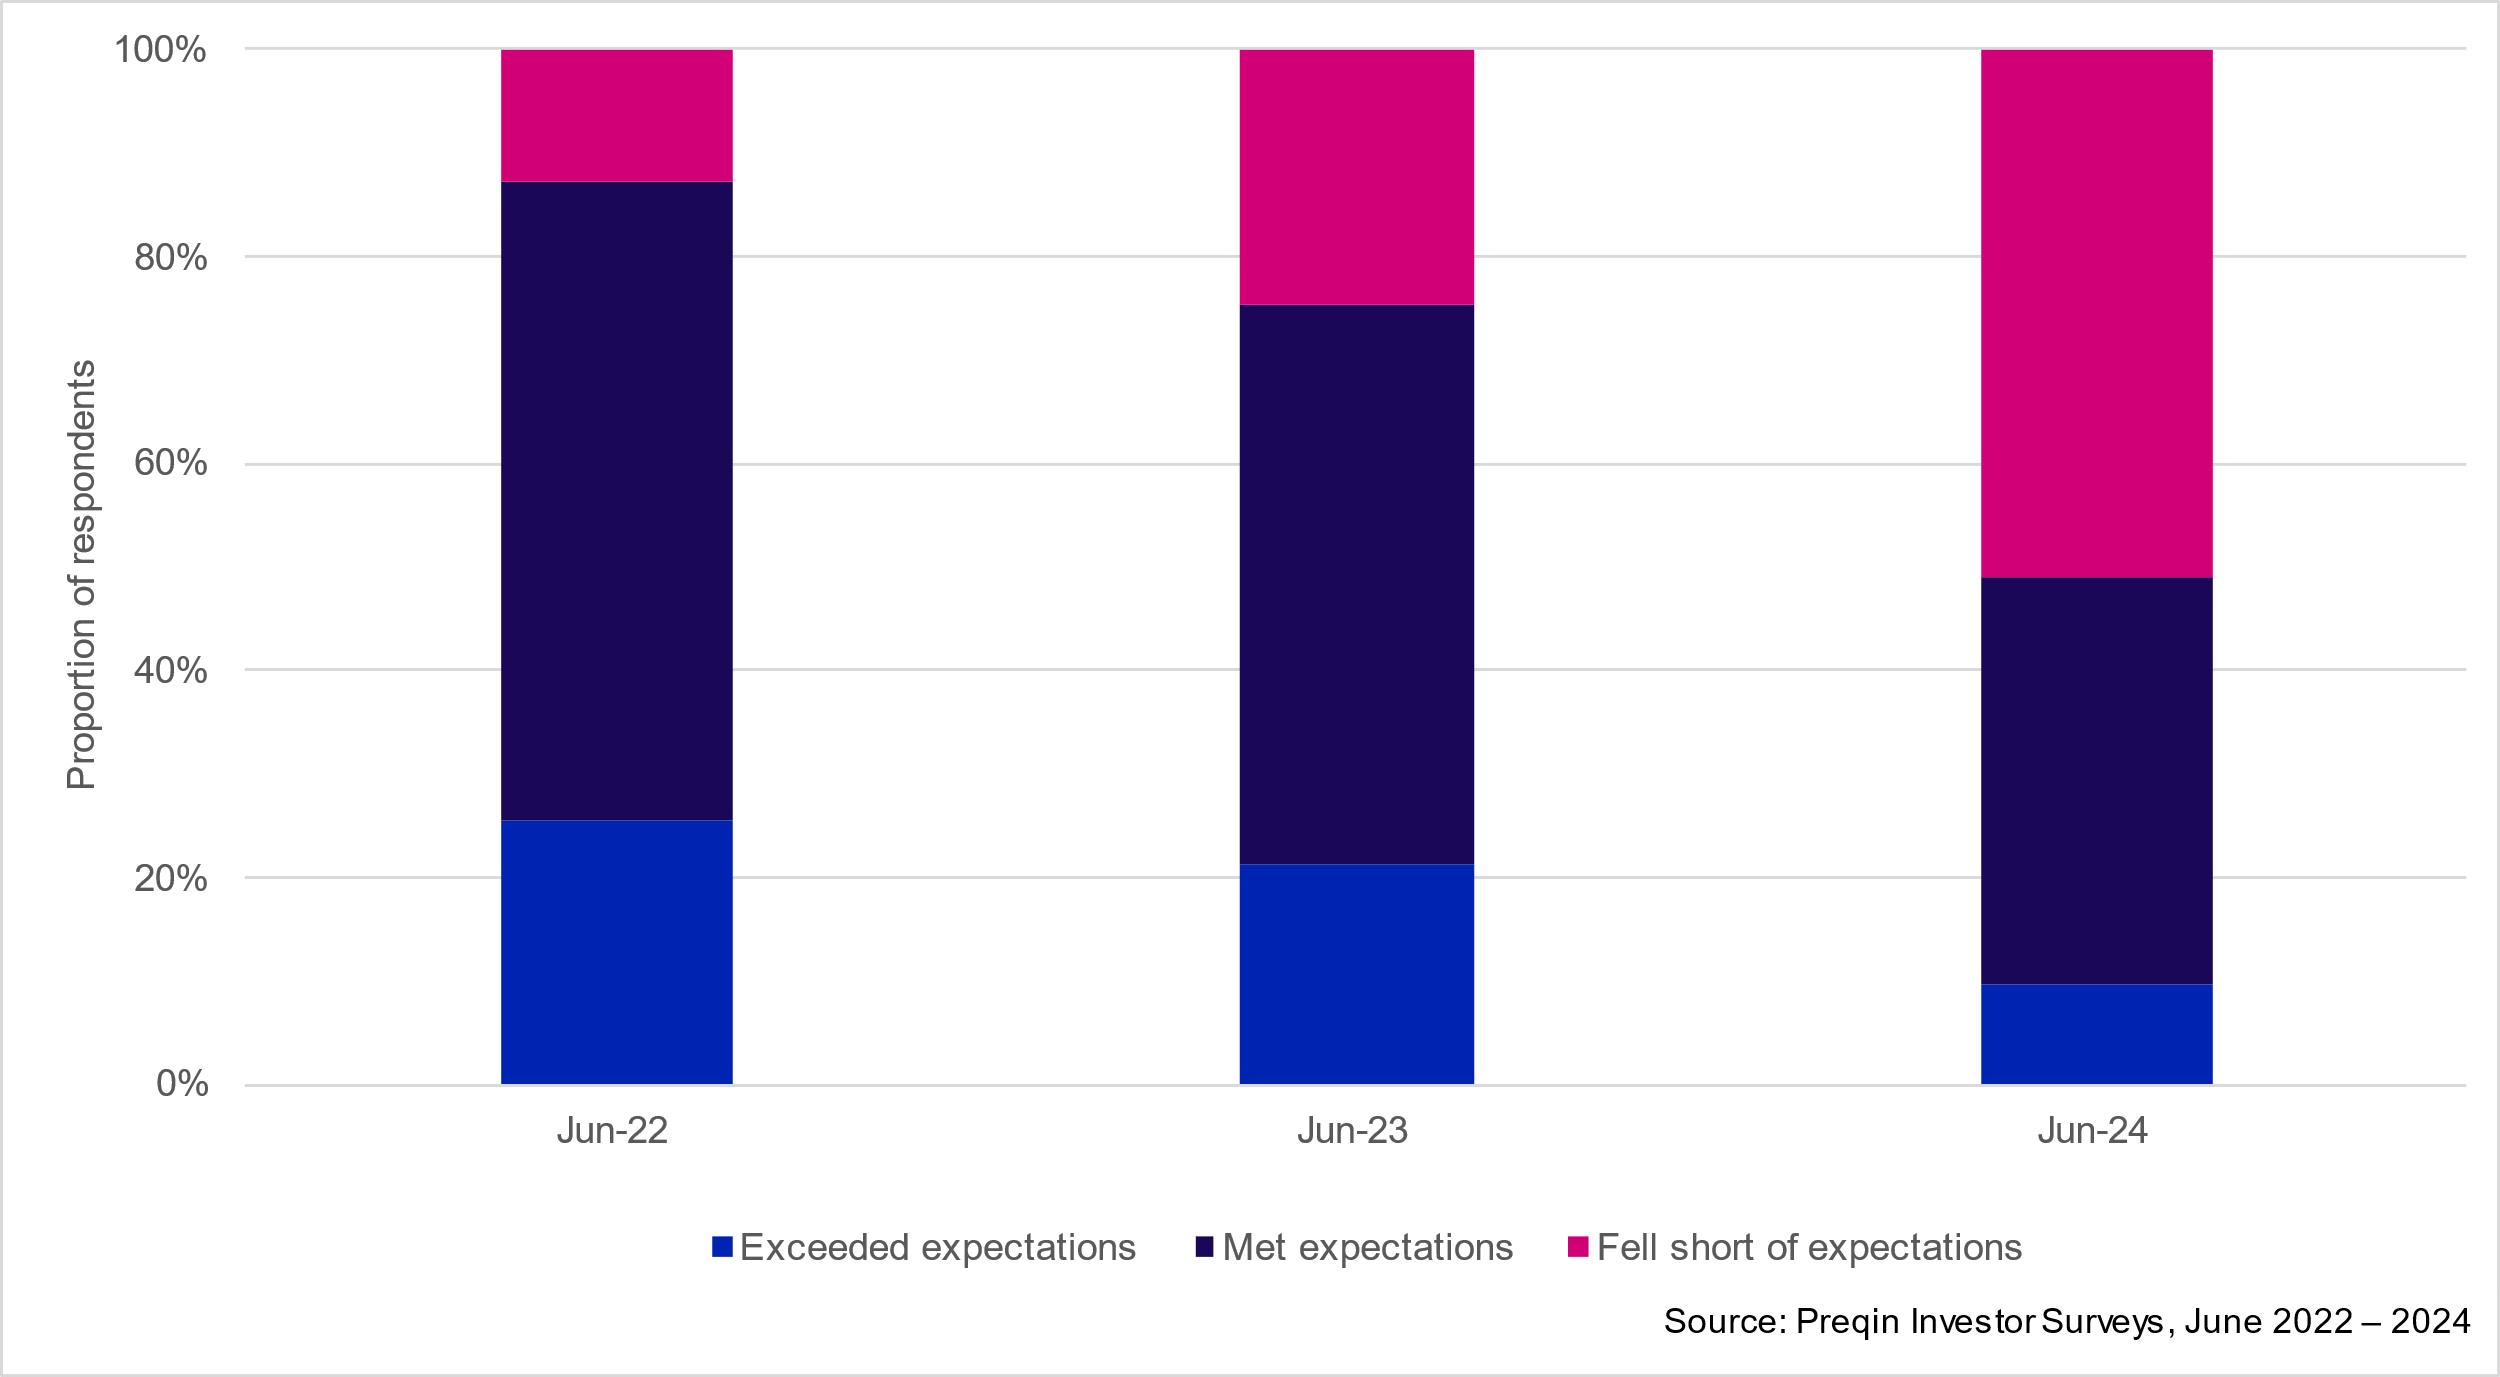 100%
80%
60%
40%
20%
0%
Proportion of respondents
Jun-22
Jun-23
Jun-24
Exceeded expectations
Met expectations
Fell short of expectations
Source: Preqin Investor Surveys, June 2022 – 2024